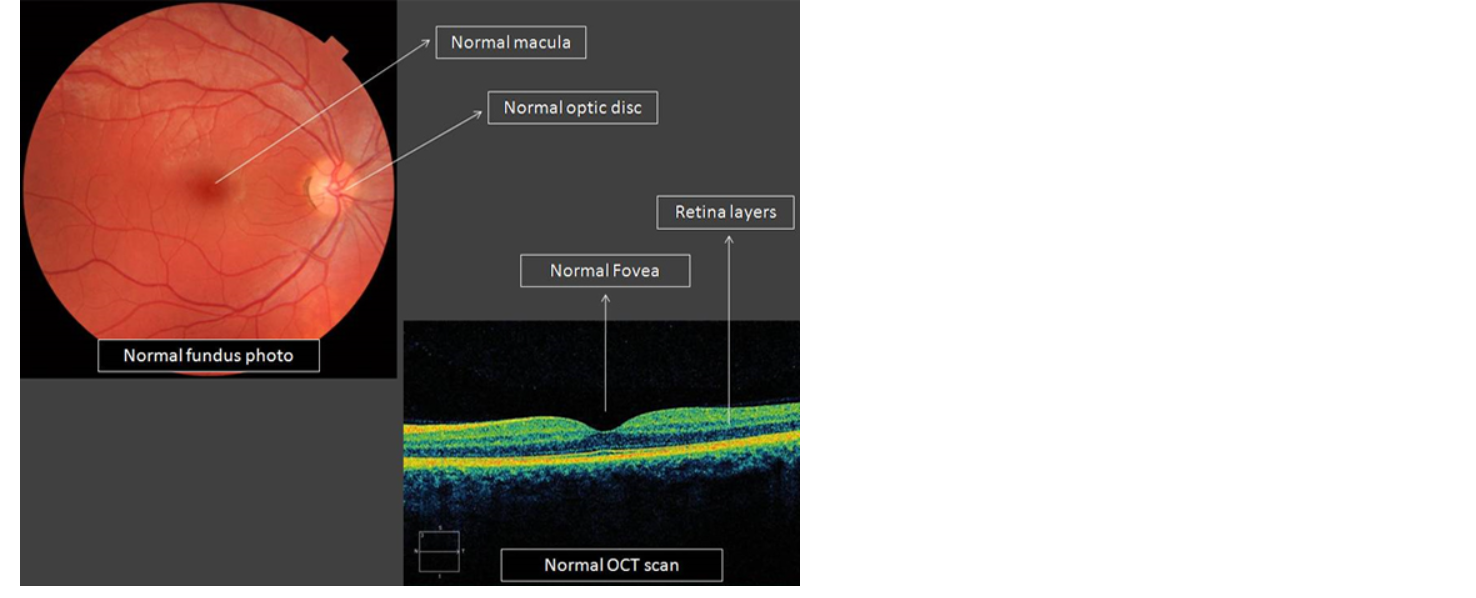 Normal macula
Normal optic disc
Retina layers
Normal Fovea
Normal fundus photo
Normal OCT scan